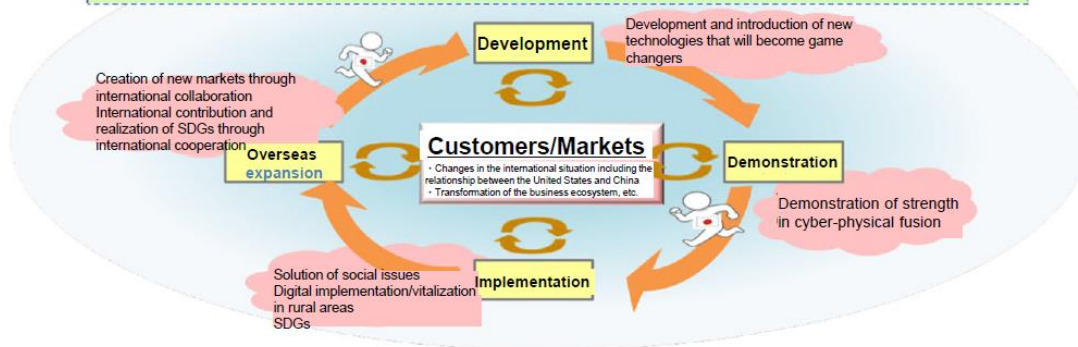 Development
Development and introduction of new
technologies that will become game
changers
Creation of new markets through
international collaboration
International contribution and
realization of SDGs through
international cooperation
Overseas
expansion
Customers/Markets
・Changes in the international situation including the
relationship between the United States and China
・Transformation of the business ecosystem, etc.
Demonstration
Demonstration of strength
in cyber-physical fusion
Solution of social issues
Digital implementation/vitalization
in rural areas
SDGs
Implementation